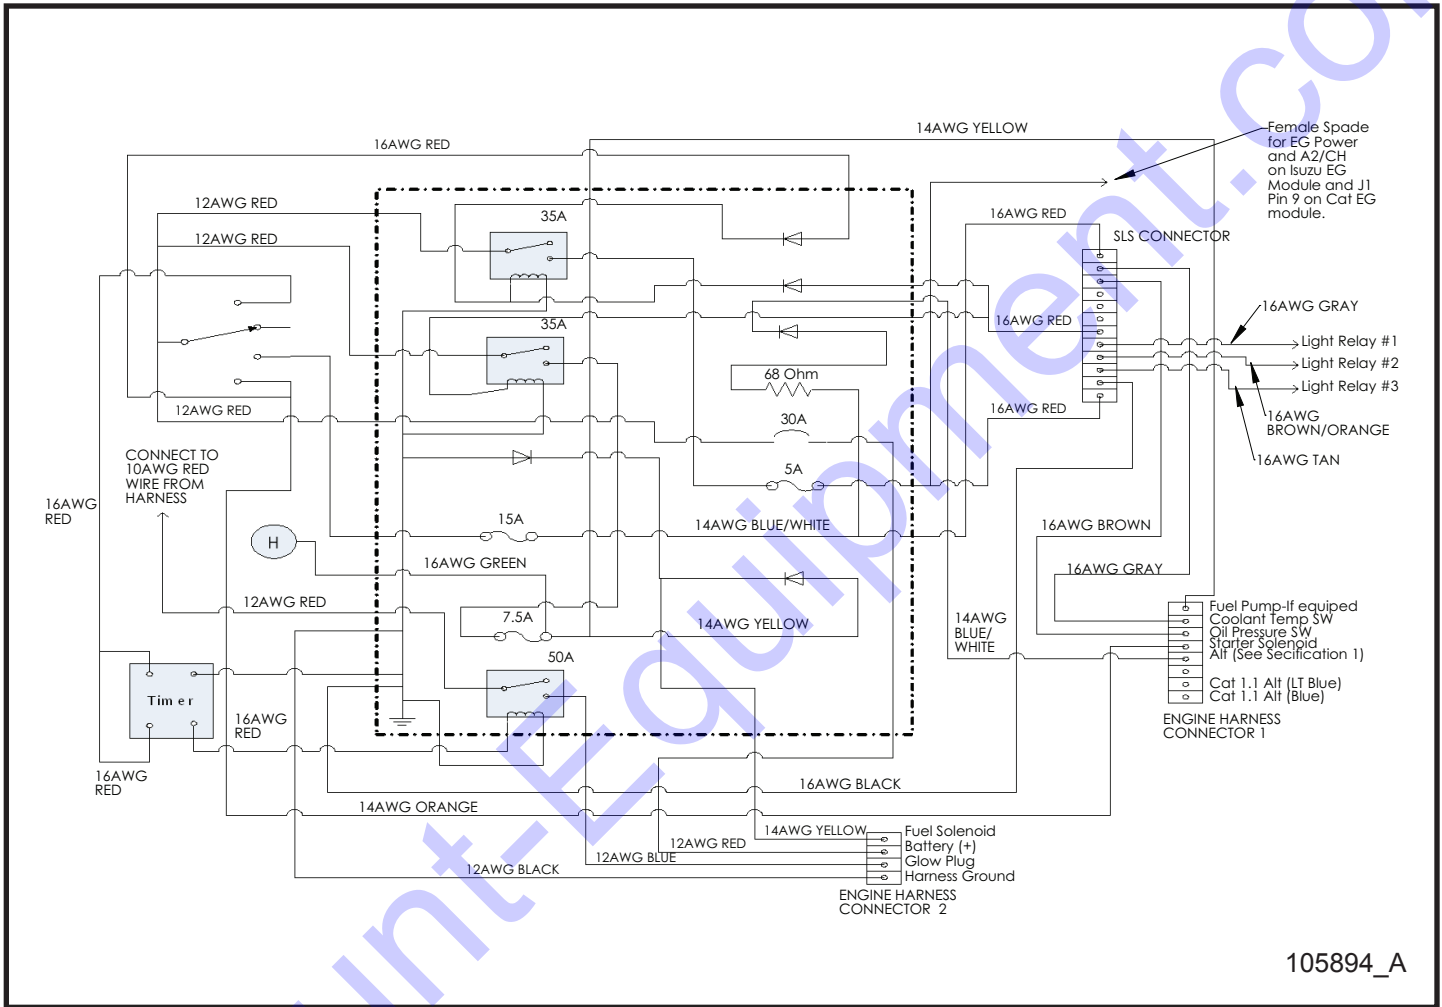 14AWG YELLOW
Female Spade
for EG Power
and A2/CH
on Isuzu EG
Module and J1
Pin 9 on Cat EG
module.
16AWG RED
12AWG RED
35A
16AWG RED
SLS CONNECTOR
12AWG RED
16AWG GRAY
35A
16AWG RED
Light Relay #1
Light Relay #2
68 Ohm
Light Relay #3
12AWG RED
16AWG RED
30A
16AWG
BROWN/ORANGE
CONNECT TO
10AWG RED
WIRE FROM
HARNESS
16AWG TAN
5A
16AWG
RED
15A
14AWG BLUE/WHITE
16AWG BROWN
H
16AWG GREEN
16AWG GRAY
12AWG RED
7.5A
14AWG YELLOW
14AWG
BLUE/
WHITE
Fuel Pump-If equiped
Coolant Temp SW
Oil Pressure SW
Starter Solenoid
Alt (See Secification 1)
Cat 1.1 Alt (LT Blue)
Cat 1.1 Alt (Blue)
ENGINE HARNESS
CONNECTOR 1
50A
Timer
16AWG
RED
16AWG
RED
16AWG BLACK
14AWG ORANGE
14AWG YELLOW
Fuel Solenoid
12AWG RED
Battery (+)
12AWG BLUE
Glow Plug
12AWG BLACK
Harness Ground
ENGINE HARNESS
CONNECTOR 2
105894_A
unt-Equipment.co